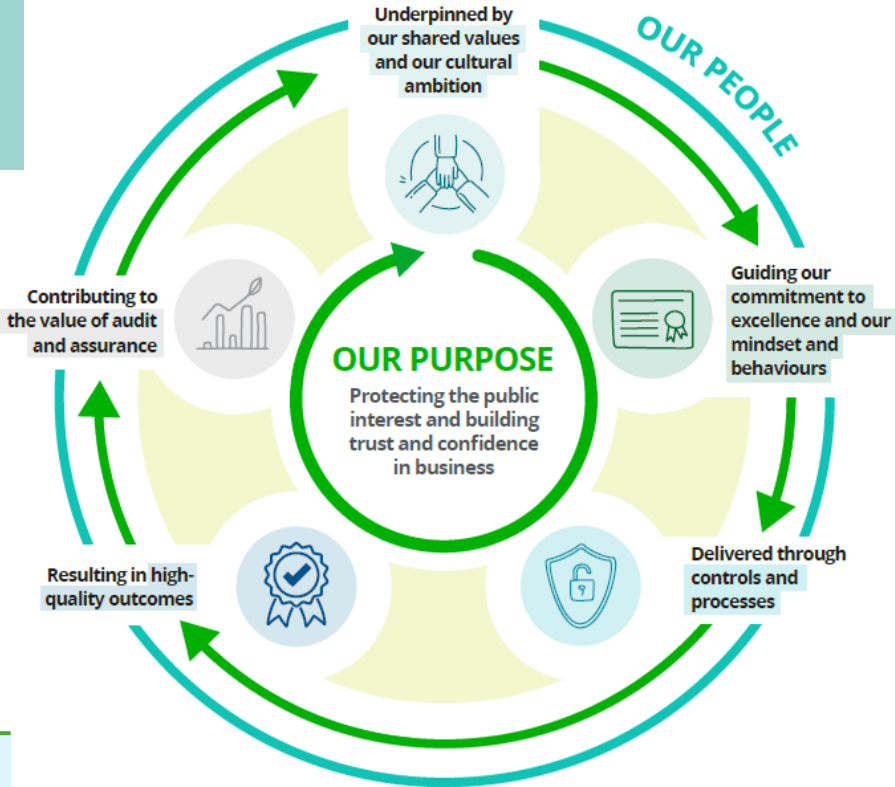 Underpinned by
our shared values
and our cultural
ambition
OUR PEOPLE
Guiding our
commitment to
excellence and our
mindset and
behaviours
Delivered through
controls and
processes
Resulting in high-
quality outcomes
Contributing to
the value of audit
and assurance
OUR PURPOSE
Protecting the public
interest and building
trust and confidence
in business